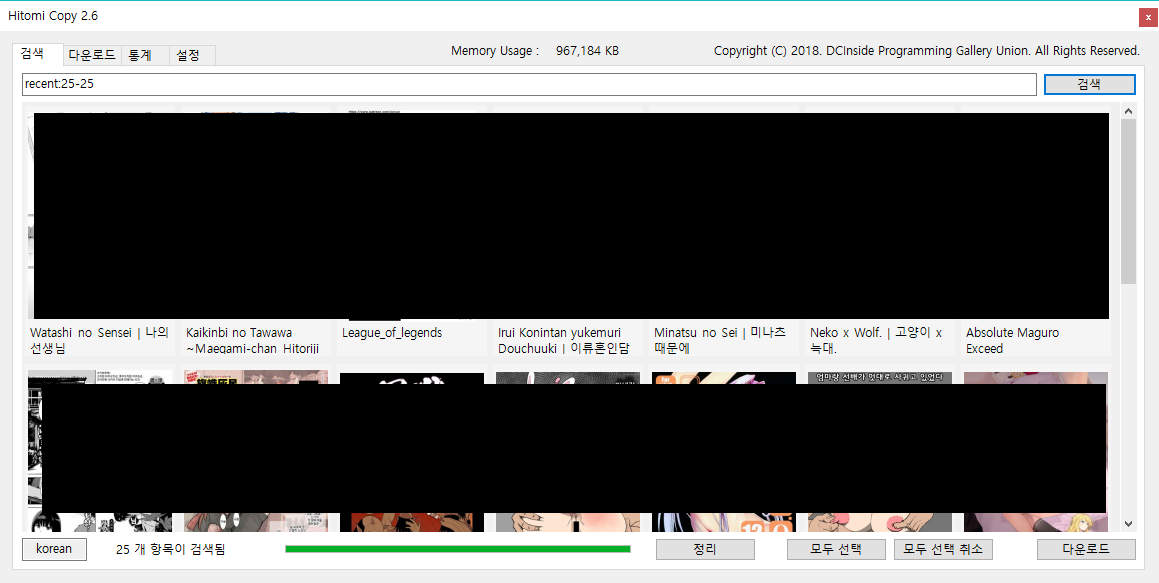 Hitomi Copy 2.6
x
검색 다운로드 통계 설정 Memory Usage : 967,184 KB Copyright (C) 2018. DCInside Programming Gallery Union. All Rights Reserved.
recent:25-25 검색
Watashi no Sensei | 나의
선생님
Kaikinbi no Tawawa
~Maegami-chan Hitoriji
League_of_legends
Irui Konintan yukemuri
Douchuuki | 이류혼인담
Minatsu no Sei | 미나츠
때문에
Neko x Wolf. | 고양이 x
늑대.
Absolute Maguro
Exceed
엄마랑 선배가 멋대로 사귀고 있었다
korean 25 개 항목이 검색됨 정리 모두 선택 모두 선택 취소 다운로드